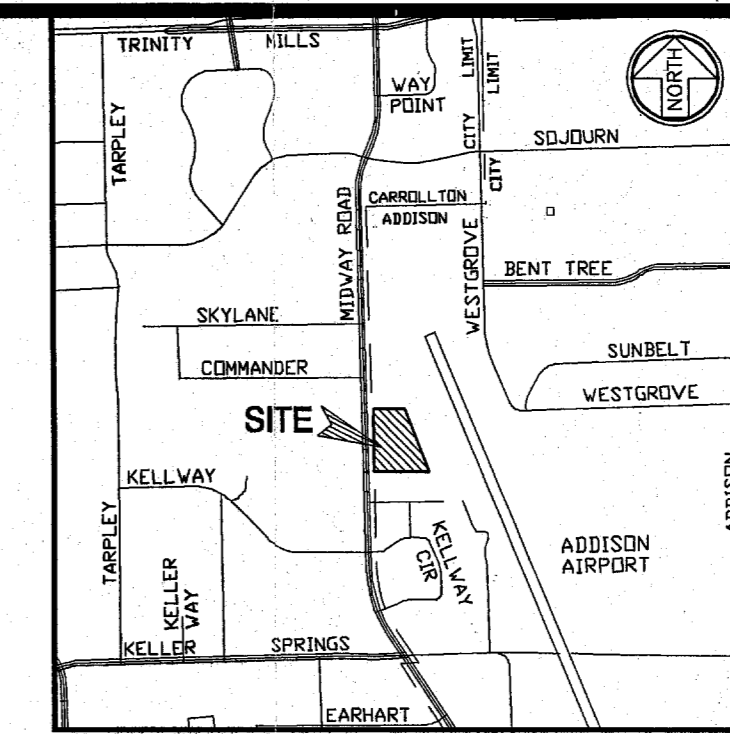 TRINITY MILLS
WAY
POINT
LIMIT
LIMIT
CITY
CITY
NORTH
SOJOURN
TARPLEY
CARROLLTON
ADDISON
MIDWAY ROAD
WESTGROVE
BENT TREE
SKYLANE
COMMANDER
SUNBELT
WESTGROVE
SITE
KELLWAY
TARPLEY
KELLER
WAY
KELLWAY
CIR
ADDISON
AIRPORT
ADDISON
KELLER SPRINGS
EARHART